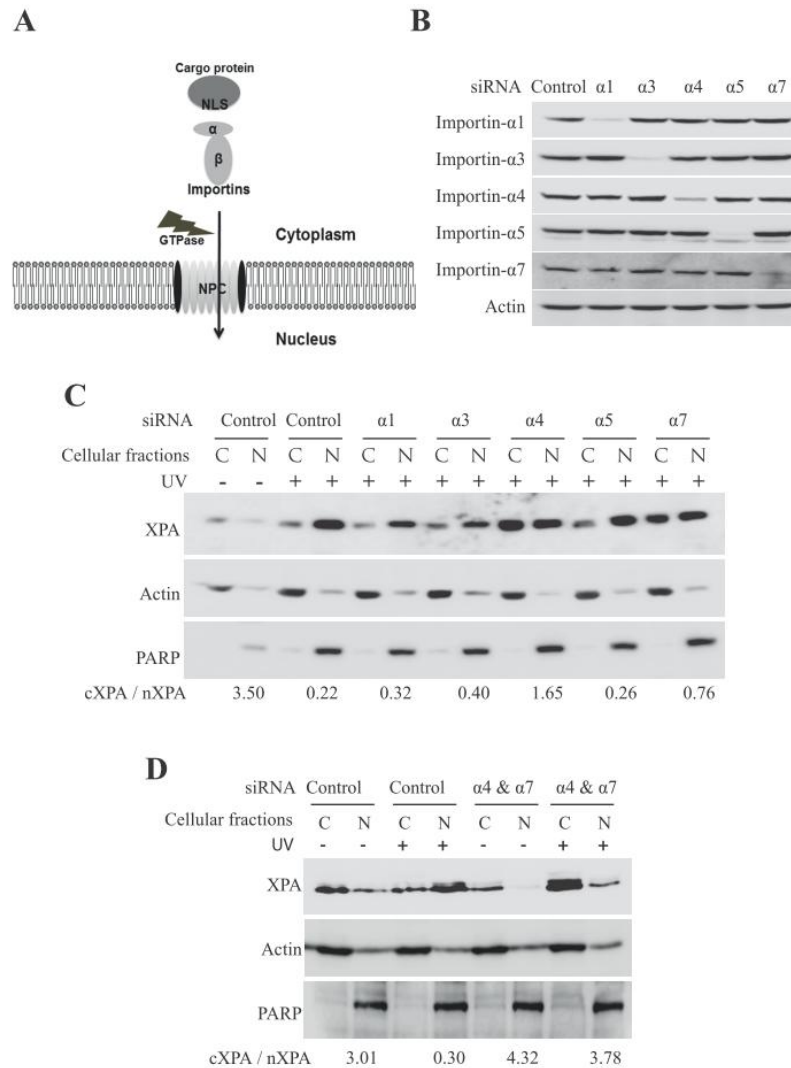 A
Cargo protein
NLS
α
β
Importins
GTPase
Cytoplasm
NPC
Nucleus
B
siRNA Control α1 α3 α4 α5 α7
Importin-α1
Importin-α3
Importin-α4
Importin-α5
Importin-α7
Actin
C
siRNA Control Control α1 α3 α4 α5 α7
Cellular fractions C N C N C N C N C N C N C N
UV - - + + + + + + + + + + + +
XPA
Actin
PARP
cXPA / nXPA 3.50 0.22 0.32 0.40 1.65 0.26 0.76
D
siRNA Control Control α4 & α7 α4 & α7
Cellular fractions C N C N C N C N
UV - - + + - - + +
XPA
Actin
PARP
cXPA / nXPA 3.01 0.30 4.32 3.78